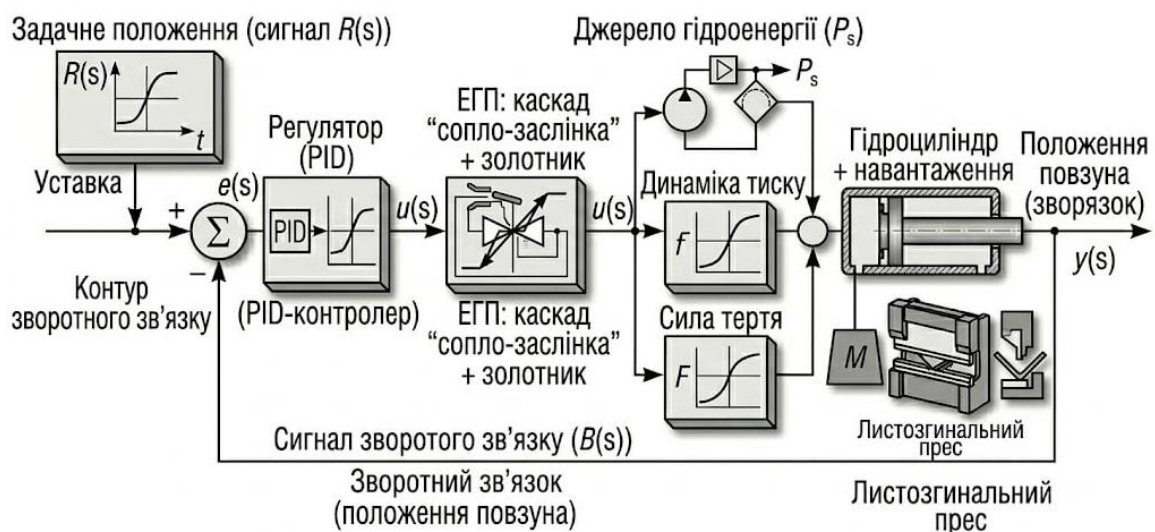 Задачне положення (сигнал R(s))
R(s)
t
Уставка
e(s)
+
Σ
−
Контур
зворотного зв’язку
Регулятор
(PID)
PID
(PID-контролер)
u(s)
ЕГП: каскад
“сопло-заслінка”
+ золотник
ЕГП: каскад
“сопло-заслінка”
+ золотник
u(s)
Джерело гідроенергії (Pₛ)
Pₛ
Динаміка тиску
f
Сила тертя
F
Гідроциліндр
+ навантаження
M
Положення
повзуна
(зворязок)
y(s)
Листозгинальний
прес
Сигнал зворотого зв’язку (B(s))
Зворотний зв’язок
(положення повзуна)
Листозгинальний
прес